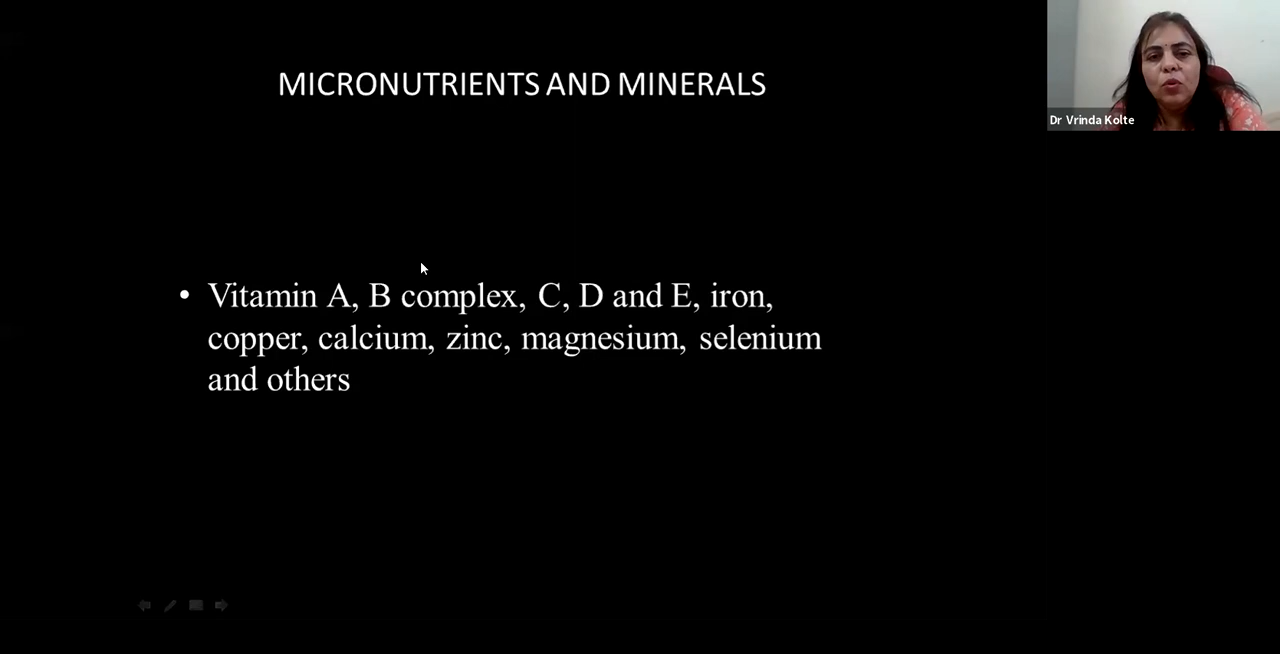 MICRONUTRIENTS AND MINERALS
Dr Vrinda Kolte
• Vitamin A, B complex, C, D and E, iron,
copper, calcium, zinc, magnesium, selenium
and others